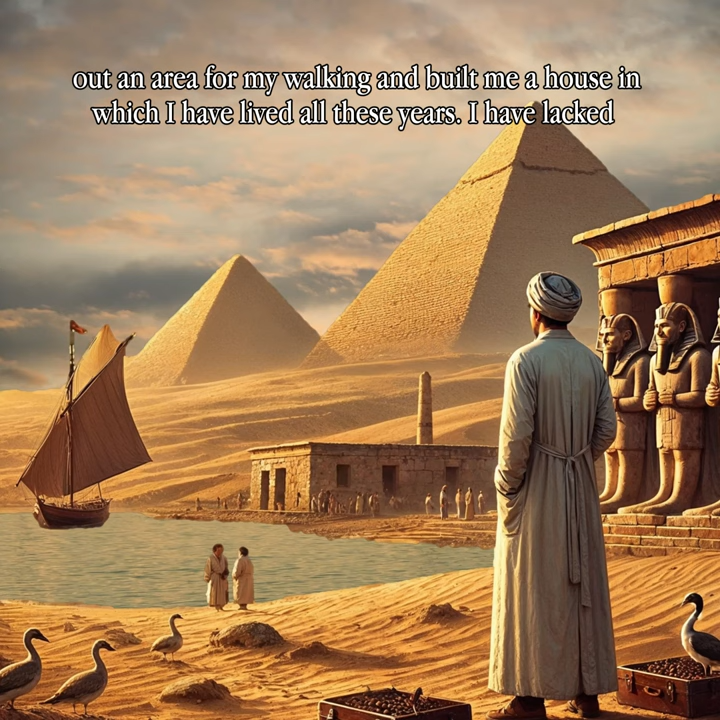 out an area for my walking and built me a house in
which I have lived all these years. I have lacked